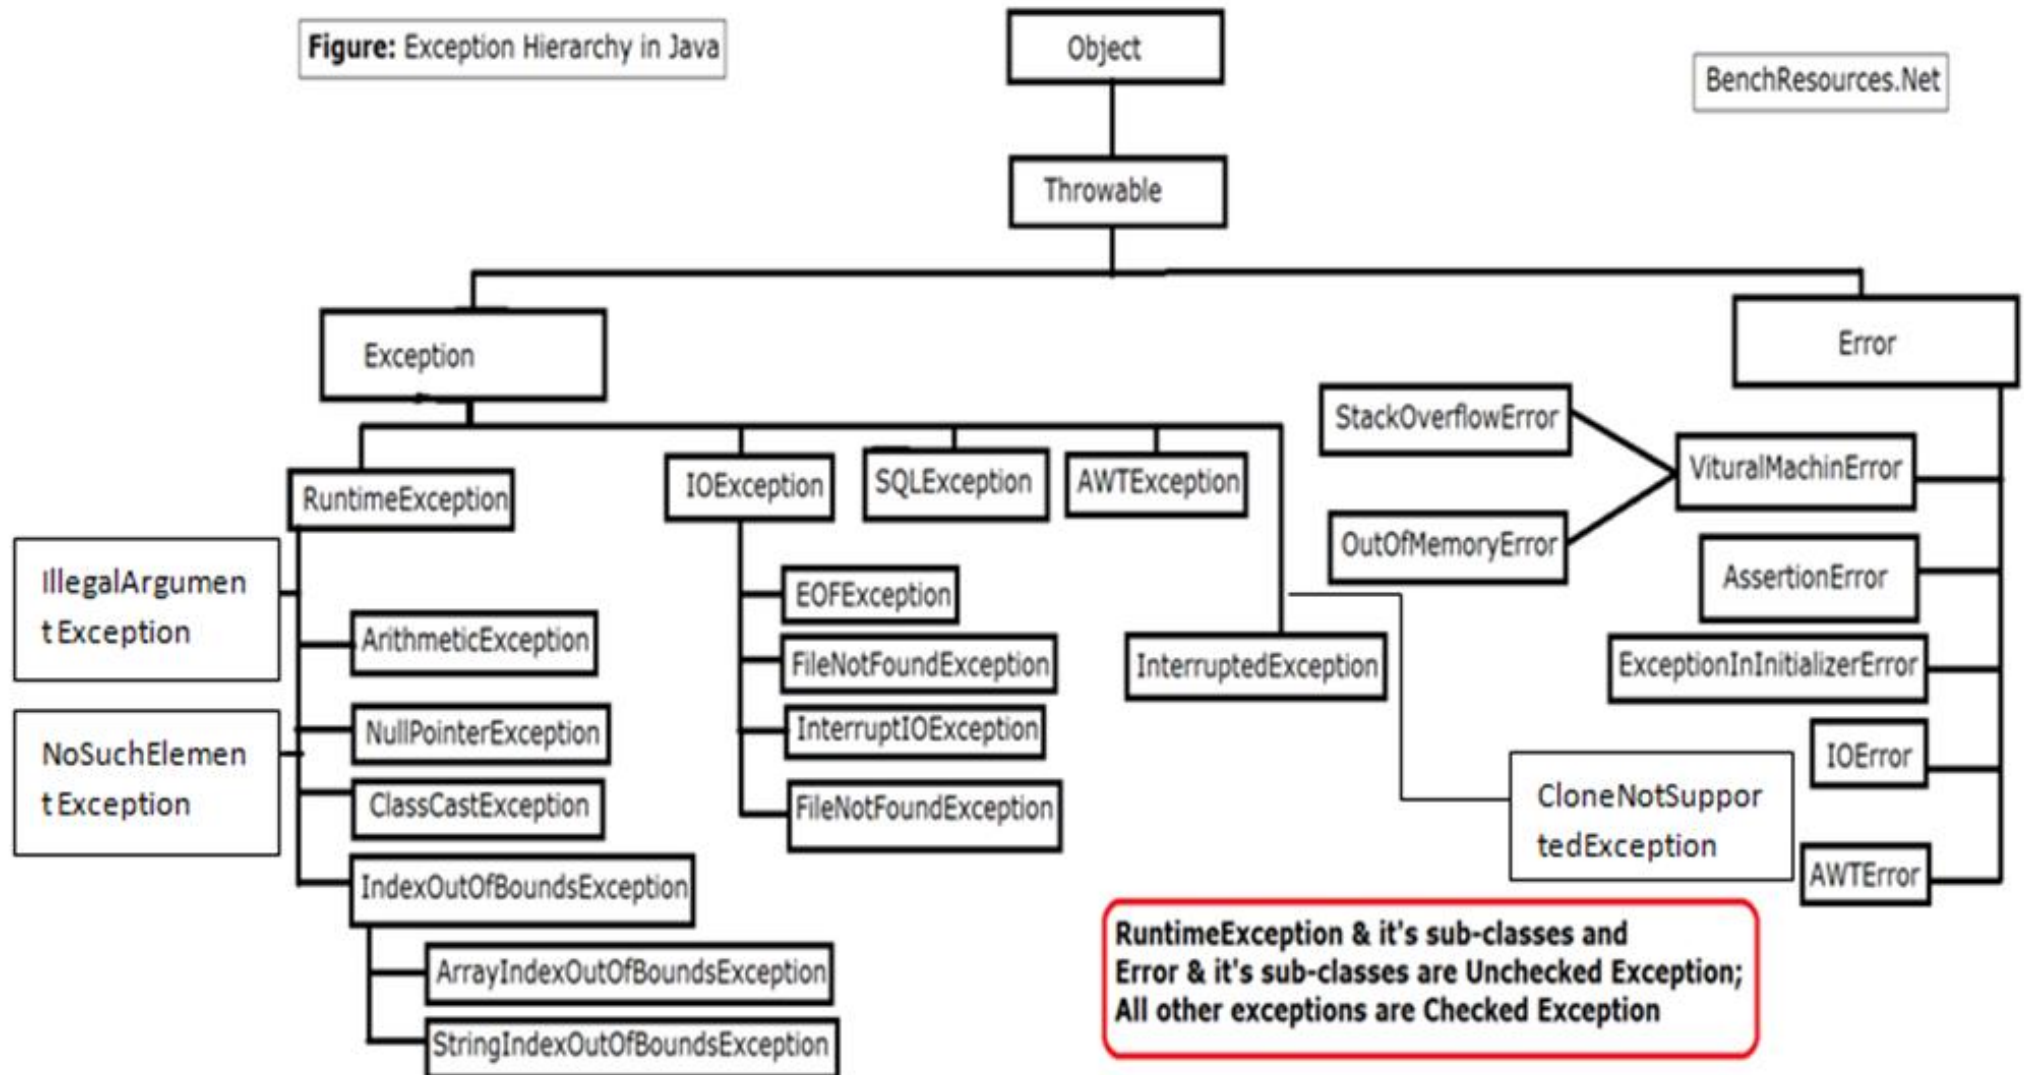 Figure: Exception Hierarchy in Java
Object
BenchResources.Net
Throwable
Exception
Error
StackOverflowError
VituralMachinError
OutOfMemoryError
AssertionError
ExceptionInInitializerError
IOError
AWTError
RuntimeException
IOException
SQLException
AWTException
InterruptedException
CloneNotSuppor
tedException
IllegalArgumen
tException
NoSuchElemen
tException
ArithmeticException
NullPointerException
ClassCastException
IndexOutOfBoundsException
ArrayIndexOutOfBoundsException
StringIndexOutOfBoundsException
EOFException
FileNotFoundException
InterruptIOException
FileNotFoundException
RuntimeException & it's sub-classes and
Error & it's sub-classes are Unchecked Exception;
All other exceptions are Checked Exception